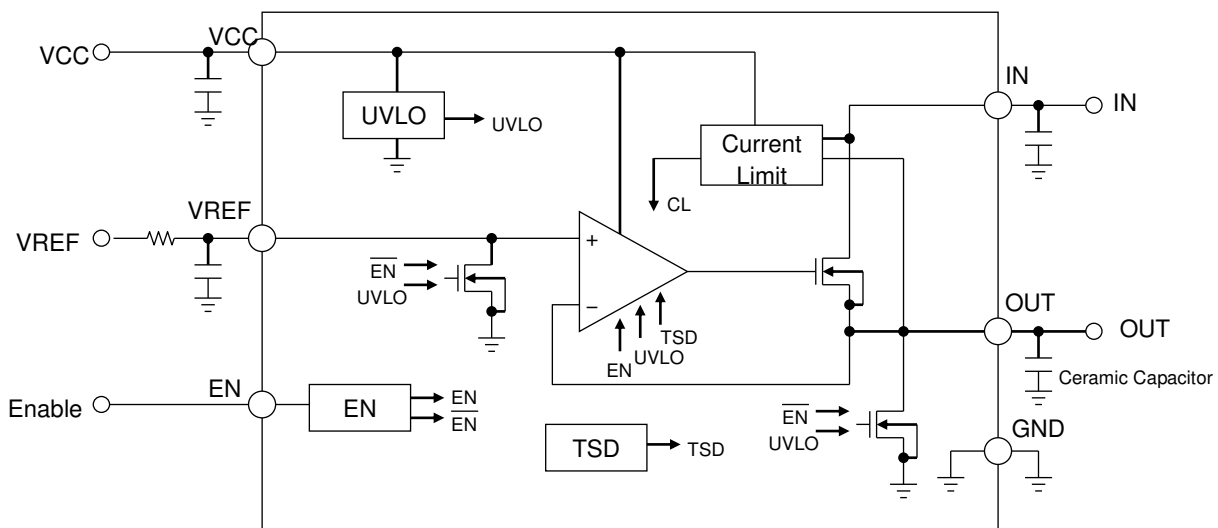 VCC
VCC
UVLO
UVLO
IN
IN
Current
Limit
CL
VREF
VREF
+
EN
UVLO
−
TSD
UVLO
EN
OUT
OUT
Ceramic Capacitor
Enable
EN
EN
EN
EN
TSD
TSD
EN
UVLO
GND